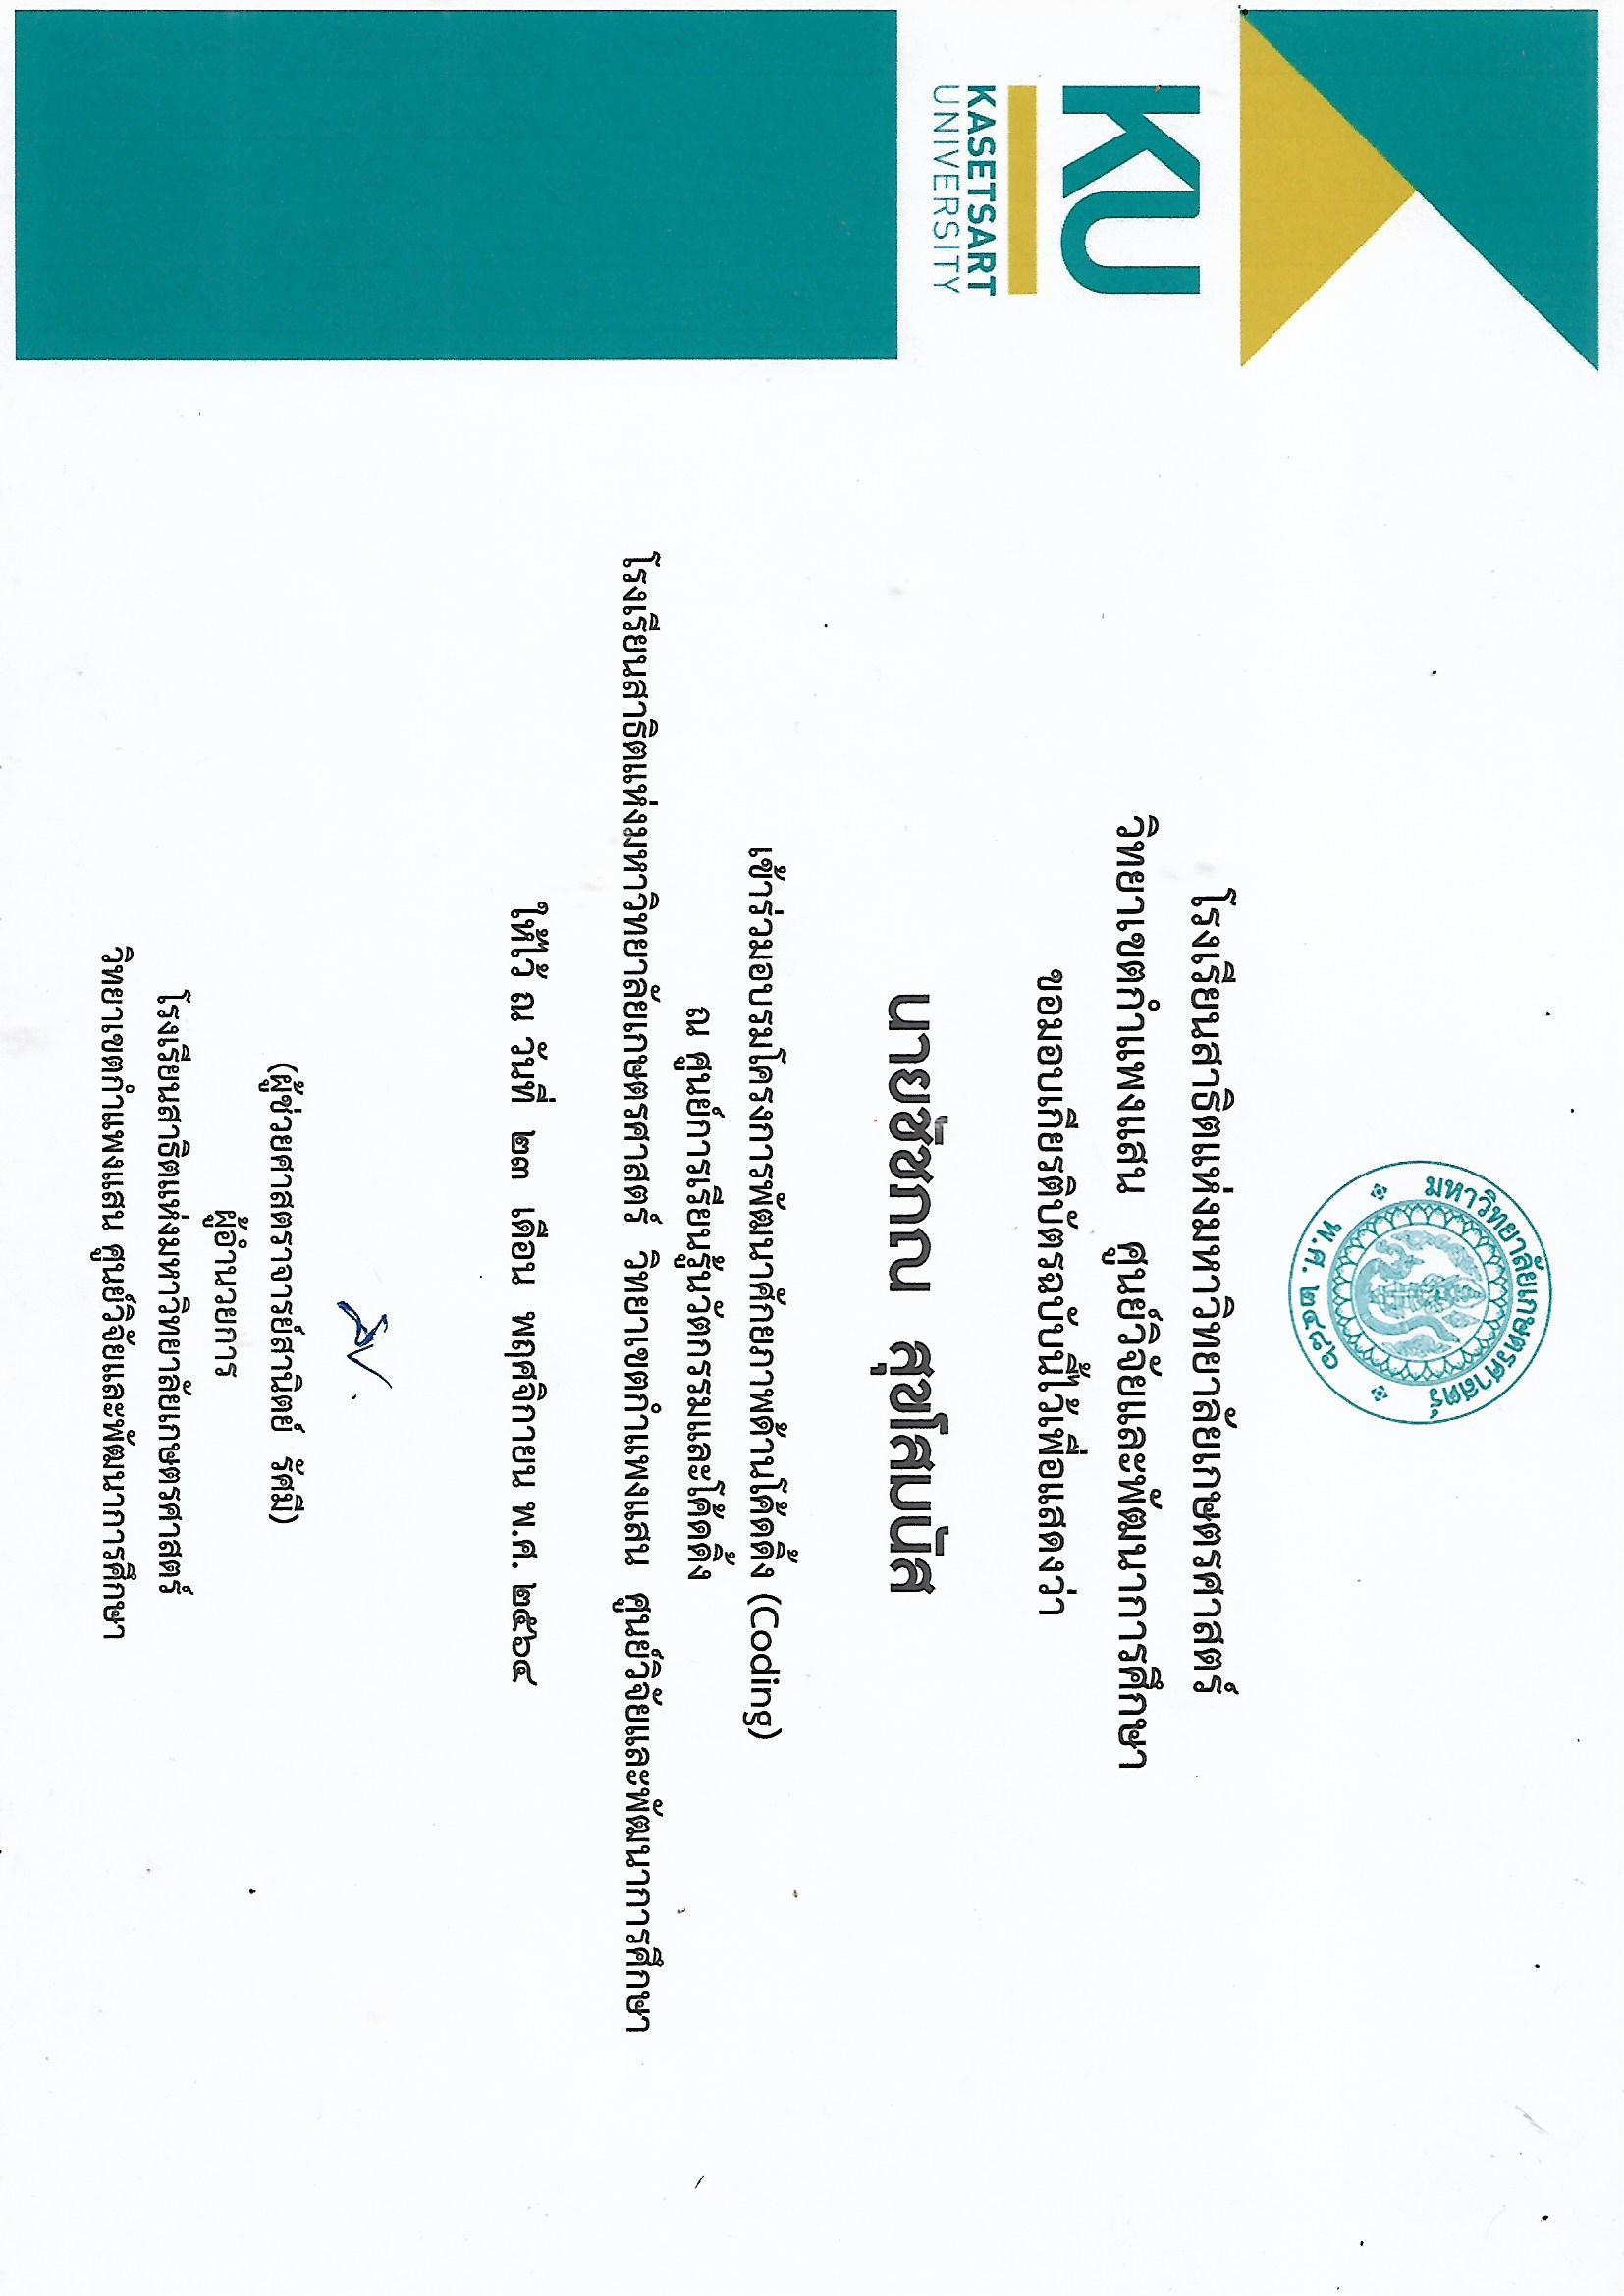 มหาวิทยาลัยเกษตรศาสตร์
พ.ศ. ๒๔๘๖
KU
KASETSART
UNIVERSITY
โรงเรียนสาธิตแห่งมหาวิทยาลัยเกษตรศาสตร์
วิทยาเขตกำแพงแสน ศูนย์วิจัยและพัฒนาการศึกษา
ขอมอบเกียรติบัตรฉบับนี้ไว้เพื่อแสดงว่า
นายชัชภณ สุขโสมนัส
เข้าร่วมอบรมโครงการพัฒนาศักยภาพด้านโค้ดดิ้ง (Coding)
ณ ศูนย์การเรียนรู้นวัตกรรมและโค้ดดิ้ง
โรงเรียนสาธิตแห่งมหาวิทยาลัยเกษตรศาสตร์ วิทยาเขตกำแพงแสน ศูนย์วิจัยและพัฒนาการศึกษา
ให้ไว้ ณ วันที่ ๒๓ เดือน พฤศจิกายน พ.ศ. ๒๕๖๔
(ผู้ช่วยศาสตราจารย์สานิตย์ รัศมี)
ผู้อำนวยการ
โรงเรียนสาธิตแห่งมหาวิทยาลัยเกษตรศาสตร์
วิทยาเขตกำแพงแสน ศูนย์วิจัยและพัฒนาการศึกษา